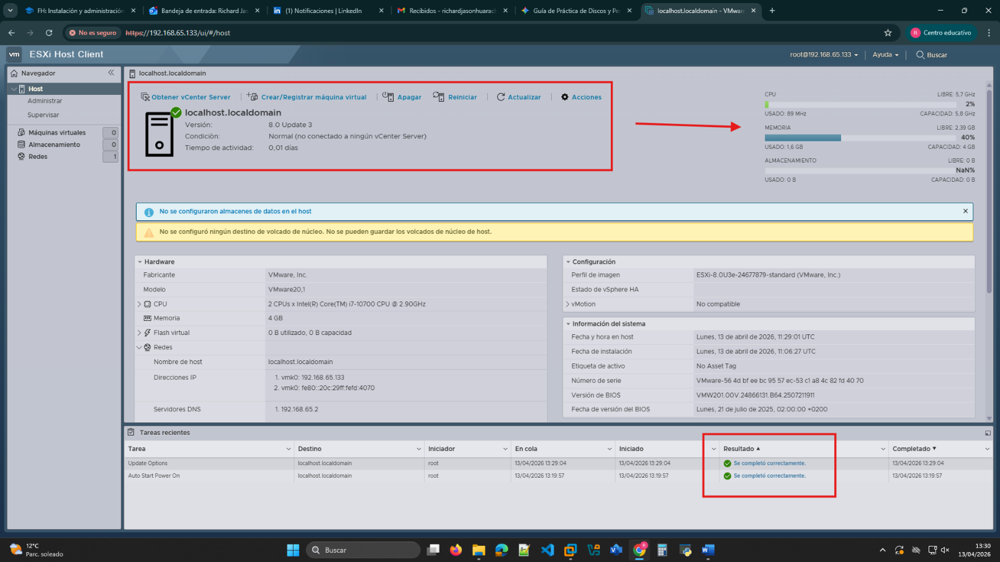 FH: Instalación y administración
Bandeja de entrada: Richard Jas
(1) Notificaciones | LinkedIn
Recibidos - richardjasonhuarach
Guía de Práctica de Discos y Pe
localhost.localdomain - VMware
No es seguro
https://192.168.65.133/ui/#/host
R
Centro educativo
vm
ESXi Host Client
root@192.168.65.133
Ayuda
Buscar
Navegador
Host
Administrar
Supervisar
Máquinas virtuales 0
Almacenamiento 0
Redes 1
localhost.localdomain
Obtener vCenter Server
Crear/Registrar máquina virtual
Apagar
Reiniciar
Actualizar
Acciones
localhost.localdomain
Versión: 8.0 Update 3
Condiciòn: Normal (no conectado a ningún vCenter Server)
Tiempo de actividad: 0,01 días
CPU LIBRE: 5,7 GHz
2%
USADO: 89 MHz CAPACIDAD: 5,8 GHz
MEMORIA LIBRE: 2,39 GB
40%
USADO: 1,6 GB CAPACIDAD: 4 GB
ALMACENAMIENTO LIBRE: 0 B
NaN%
USADO: 0 B CAPACIDAD: 0 B
No se configuraron almacenes de datos en el host
No se configuró ningún destino de volcado de núcleo. No se pueden guardar los volcados de núcleo de host.
Hardware
Fabricante VMware, Inc.
Modelo VMware20,1
CPU 2 CPUs x Intel(R) Core(TM) i7-10700 CPU @ 2.90GHz
Memoria 4 GB
Flash virtual 0 B utilizado, 0 B capacidad
Redes
Nombre de host localhost.localdomain
Direcciones IP 1. vmk0: 192.168.65.133
2. vmk0: fe80::20c:29ff:fefd:4070
Servidores DNS 1. 192.168.65.2
Configuración
Perfil de imagen ESXi-8.0U3e-24677879-standard (VMware, Inc.)
Estado de vSphere HA
vMotion No compatible
Información del sistema
Fecha y hora en host Lunes, 13 de abril de 2026, 11:29:01 UTC
Fecha de instalación Lunes, 13 de abril de 2026, 11:06:27 UTC
Etiqueta de activo No Asset Tag
Número de serie VMware-56 4d bf ee bc 95 57 ec-53 c1 a8 4c 82 fd 40 70
Versión de BIOS VMW201.00V.24866131.B64.2507211911
Fecha de versión del BIOS Lunes, 21 de julio de 2025, 02:00:00 +0200
Tareas recientes
Tarea Destino Iniciador En cola Iniciado Resultado Completado
Update Options localhost.localdomain root 13/04/2026 13:29:04 13/04/2026 13:29:04 Se completó correctamente. 13/04/2026 13:29:04
Auto Start Power On localhost.localdomain root 13/04/2026 13:19:57 13/04/2026 13:19:57 Se completó correctamente. 13/04/2026 13:19:57
12°C
Parc. soleado
Buscar
13:30
13/04/2026